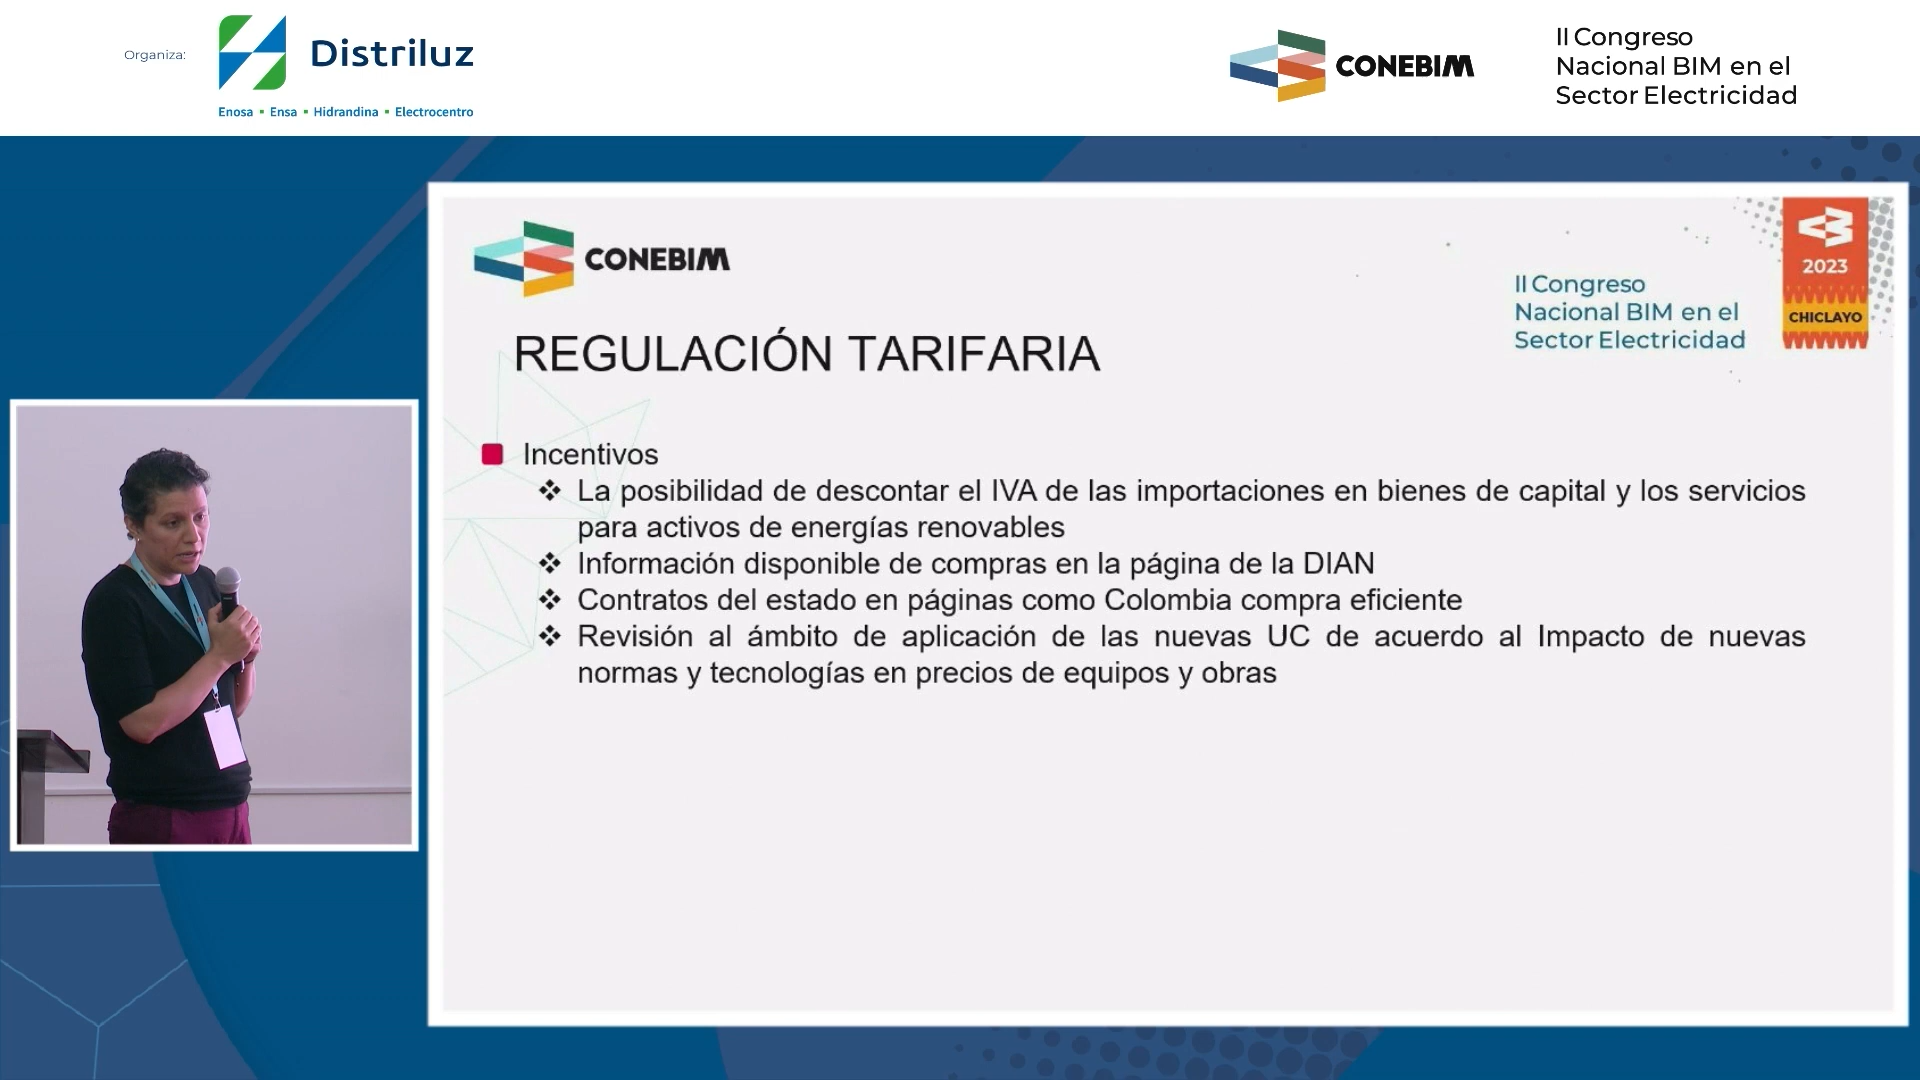 Organiza:
Distriluz
Enosa ▪ Ensa ▪ Hidrandina ▪ Electrocentro
CONEBIM
II Congreso
Nacional BIM en el
Sector Electricidad
CONEBIM
II Congreso
Nacional BIM en el
Sector Electricidad
2023
CHICLAYO
REGULACIÓN TARIFARIA
Incentivos
La posibilidad de descontar el IVA de las importaciones en bienes de capital y los servicios
para activos de energías renovables
Información disponible de compras en la página de la DIAN
Contratos del estado en páginas como Colombia compra eficiente
Revisión al ámbito de aplicación de las nuevas UC de acuerdo al Impacto de nuevas
normas y tecnologías en precios de equipos y obras